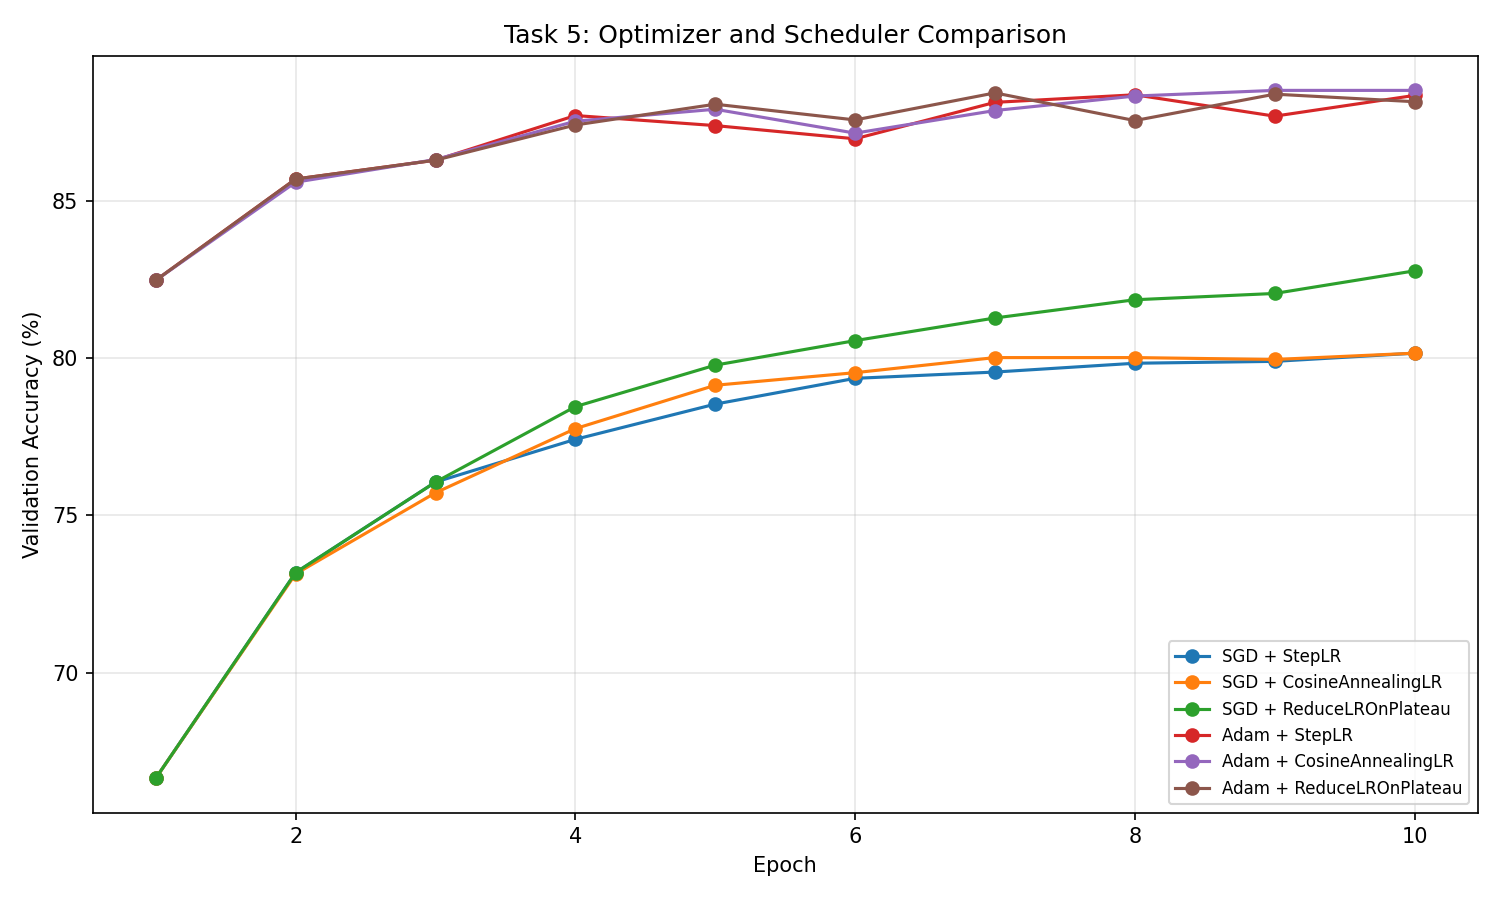 Task 5: Optimizer and Scheduler Comparison
Validation Accuracy (%)
85
80
75
70
2
4
6
8
10
Epoch
SGD + StepLR
SGD + CosineAnnealingLR
SGD + ReduceLROnPlateau
Adam + StepLR
Adam + CosineAnnealingLR
Adam + ReduceLROnPlateau